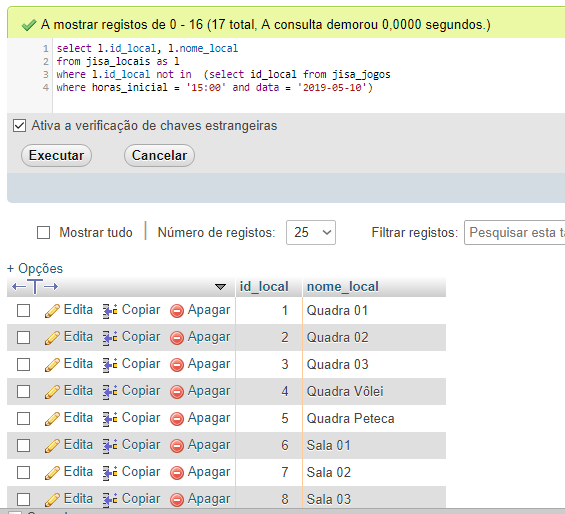 A mostrar registos de 0 - 16 (17 total, A consulta demorou 0,0000 segundos.)
1 select l.id_local, l.nome_local
2 from jisa_locais as l
3 where l.id_local not in  (select id_local from jisa_jogos
4 where horas_inicial = '15:00' and data = '2019-05-10')
Ativa a verificação de chaves estrangeiras
Executar Cancelar
Mostrar tudo Número de registos: 25 Filtrar registos: Pesquisar esta
+ Opções
←T→ id_local nome_local
Edita Copiar Apagar 1 Quadra 01
Edita Copiar Apagar 2 Quadra 02
Edita Copiar Apagar 3 Quadra 03
Edita Copiar Apagar 4 Quadra Vôlei
Edita Copiar Apagar 5 Quadra Peteca
Edita Copiar Apagar 6 Sala 01
Edita Copiar Apagar 7 Sala 02
Edita Copiar Apagar 8 Sala 03